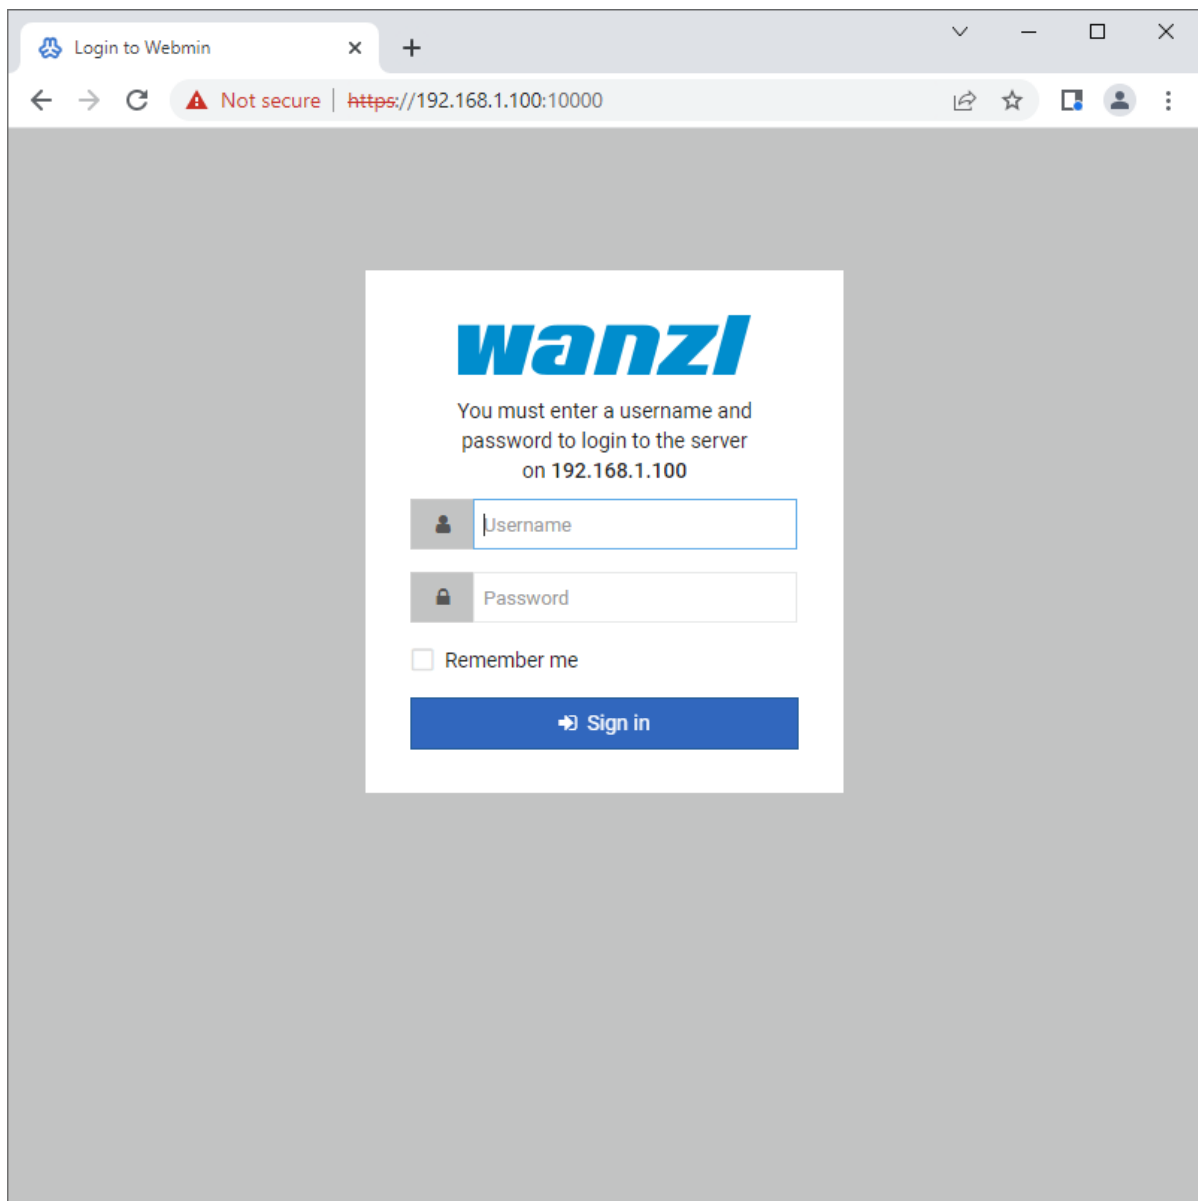 Login to Webmin
Not secure https://192.168.1.100:10000
wanzl
You must enter a username and
password to login to the server
on 192.168.1.100
Username
Password
Remember me
Sign in